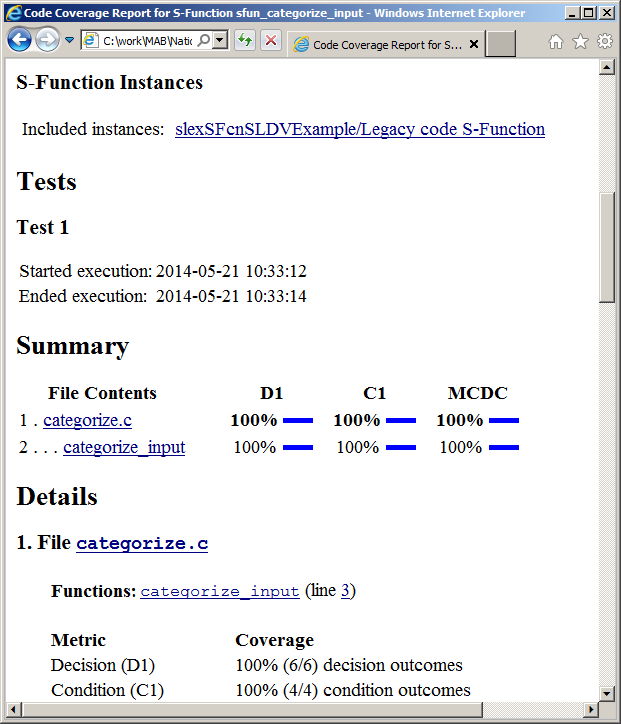 Code Coverage Report for S-Function sfun_categorize_input - Windows Internet Explorer
C:\work\MAB\Natic
Code Coverage Report for S...
S-Function Instances
Included instances: slexSFcnSLDVExample/Legacy code S-Function
Tests
Test 1
Started execution: 2014-05-21 10:33:12
Ended execution: 2014-05-21 10:33:14
Summary
File Contents D1 C1 MCDC
1 . categorize.c 100% 100% 100%
2 . . . categorize_input 100% 100% 100%
Details
1. File categorize.c
Functions: categorize_input (line 3)
Metric Coverage
Decision (D1) 100% (6/6) decision outcomes
Condition (C1) 100% (4/4) condition outcomes